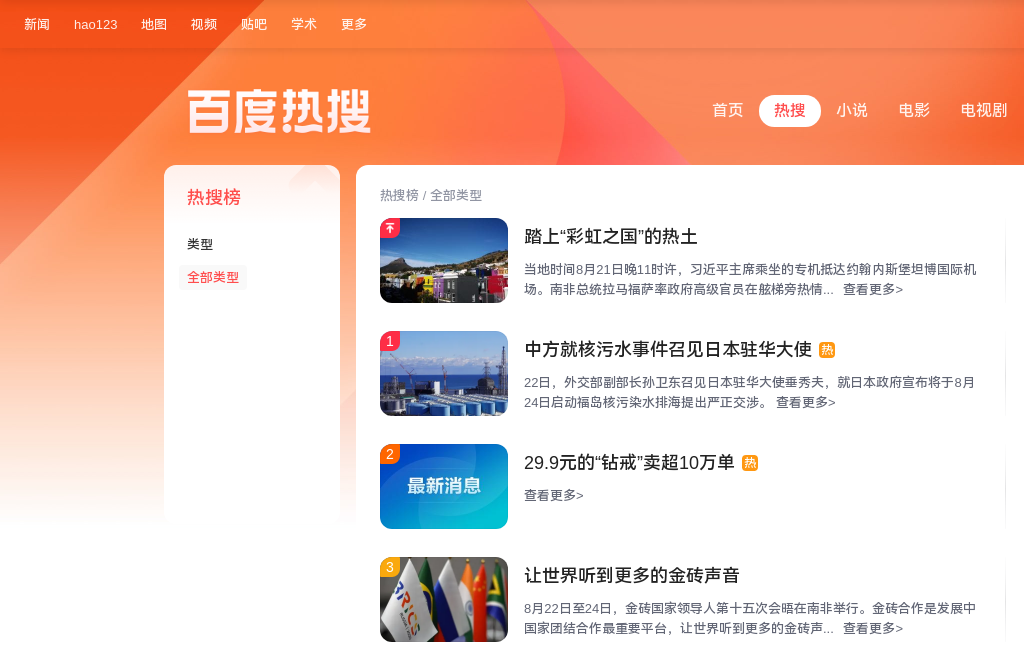 新闻 hao123 地图 视频 贴吧 学术 更多
百度热搜
首页 热搜 小说 电影 电视剧
热搜榜
类型
全部类型
热搜榜 / 全部类型
踏上“彩虹之国”的热土
当地时间8月21日晚11时许，习近平主席乘坐的专机抵达约翰内斯堡坦博国际机
场。南非总统拉马福萨率政府高级官员在舷梯旁热情... 查看更多>
1
中方就核污水事件召见日本驻华大使 热
22日，外交部副部长孙卫东召见日本驻华大使垂秀夫，就日本政府宣布将于8月
24日启动福岛核污染水排海提出严正交涉。 查看更多>
2
最新消息
29.9元的“钻戒”卖超10万单 热
查看更多>
3
BRICS
让世界听到更多的金砖声音
8月22日至24日，金砖国家领导人第十五次会晤在南非举行。金砖合作是发展中
国家团结合作最重要平台，让世界听到更多的金砖声... 查看更多>